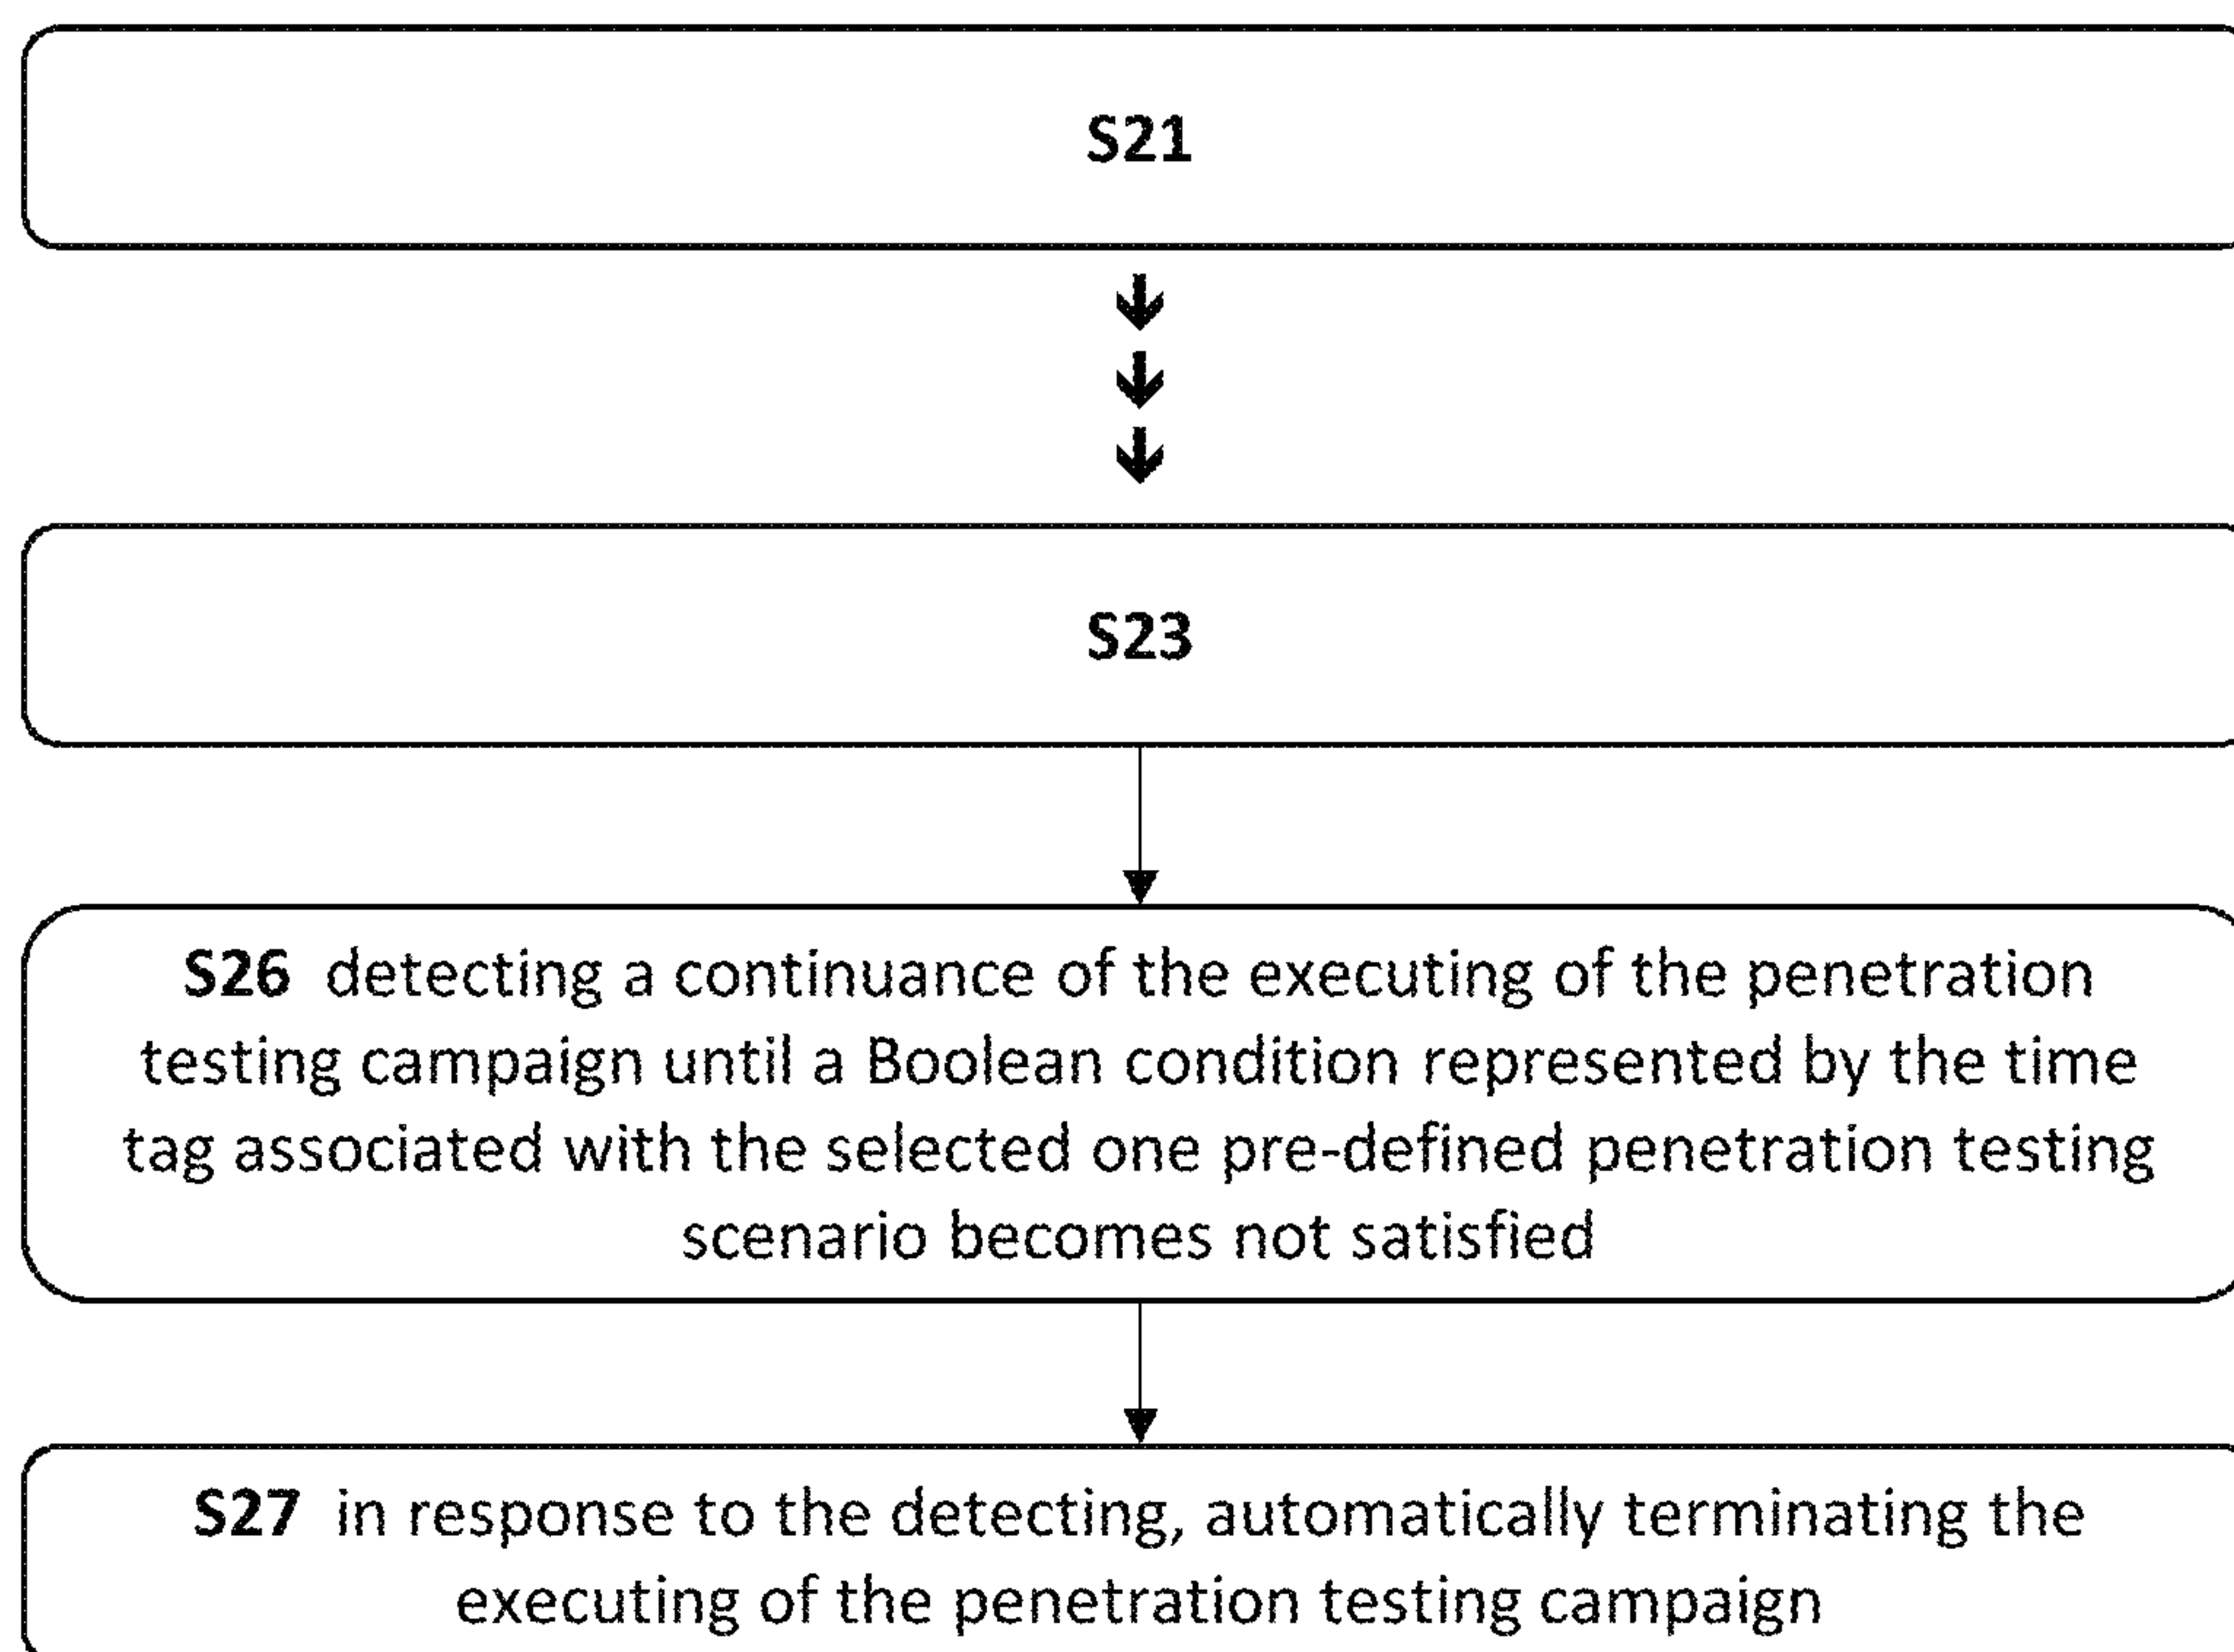 S21
S23
S26 detecting a continuance of the executing of the penetration
testing campaign until a Boolean condition represented by the time
tag associated with the selected one pre-defined penetration testing
scenario becomes not satisfied
S27 in response to the detecting, automatically terminating the
executing of the penetration testing campaign